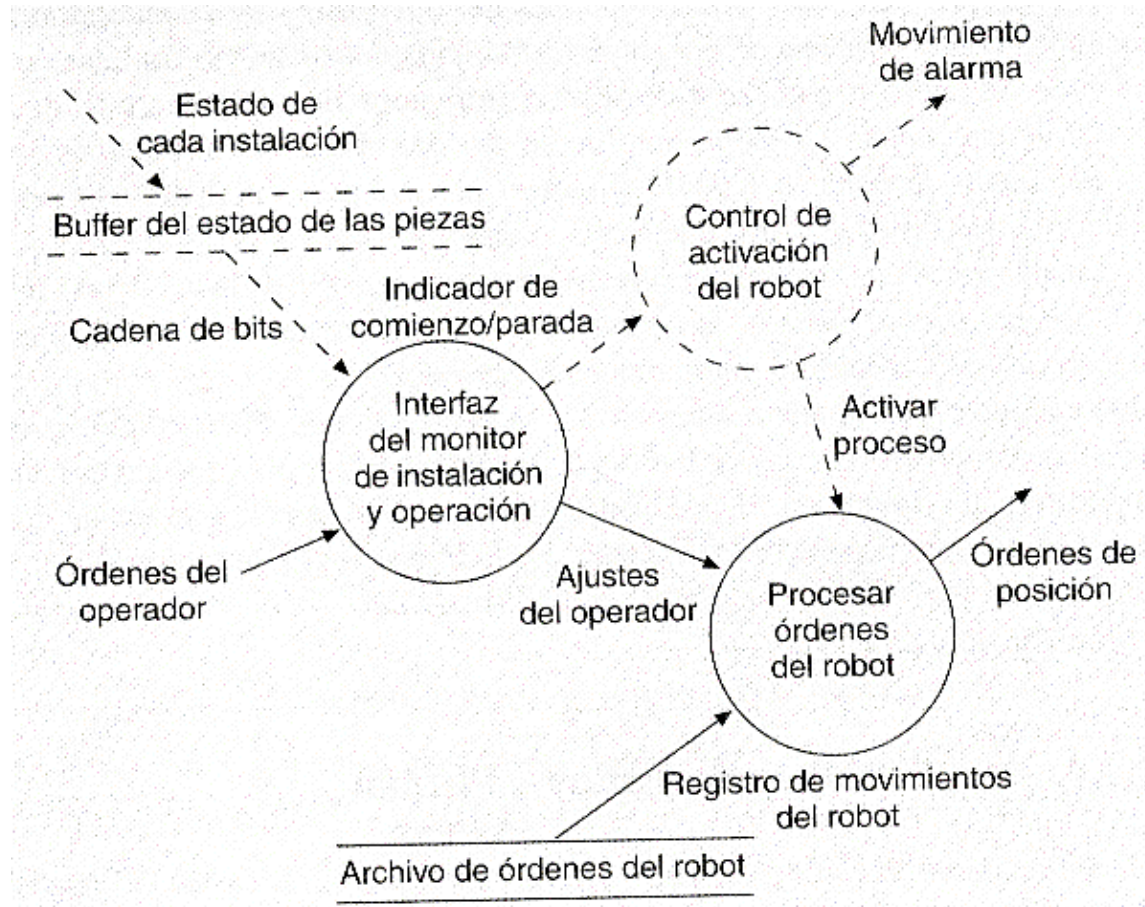 Movimiento
de alarma
Estado de
cada instalación
Buffer del estado de las piezas
Control de
activación
del robot
Indicador de
comienzo/parada
Cadena de bits
Interfaz
del monitor
de instalación
y operación
Activar
proceso
Órdenes del
operador
Ajustes
del operador
Procesar
órdenes
del robot
Órdenes de
posición
Registro de movimientos
del robot
Archivo de órdenes del robot